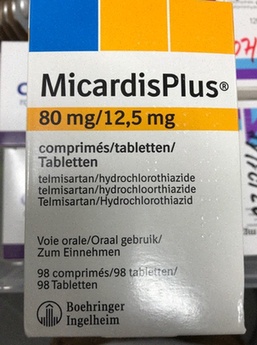 MicardisPlus®
80 mg/12,5 mg
comprimés/tabletten/
Tabletten
telmisartan/hydrochlorothiazide
telmisartan/hydrochloorthiazide
Telmisartan/Hydrochlorothiazid
Voie orale/Oraal gebruik/
Zum Einnehmen
98 comprimés/98 tabletten/
98 Tabletten
Boehringer
Ingelheim